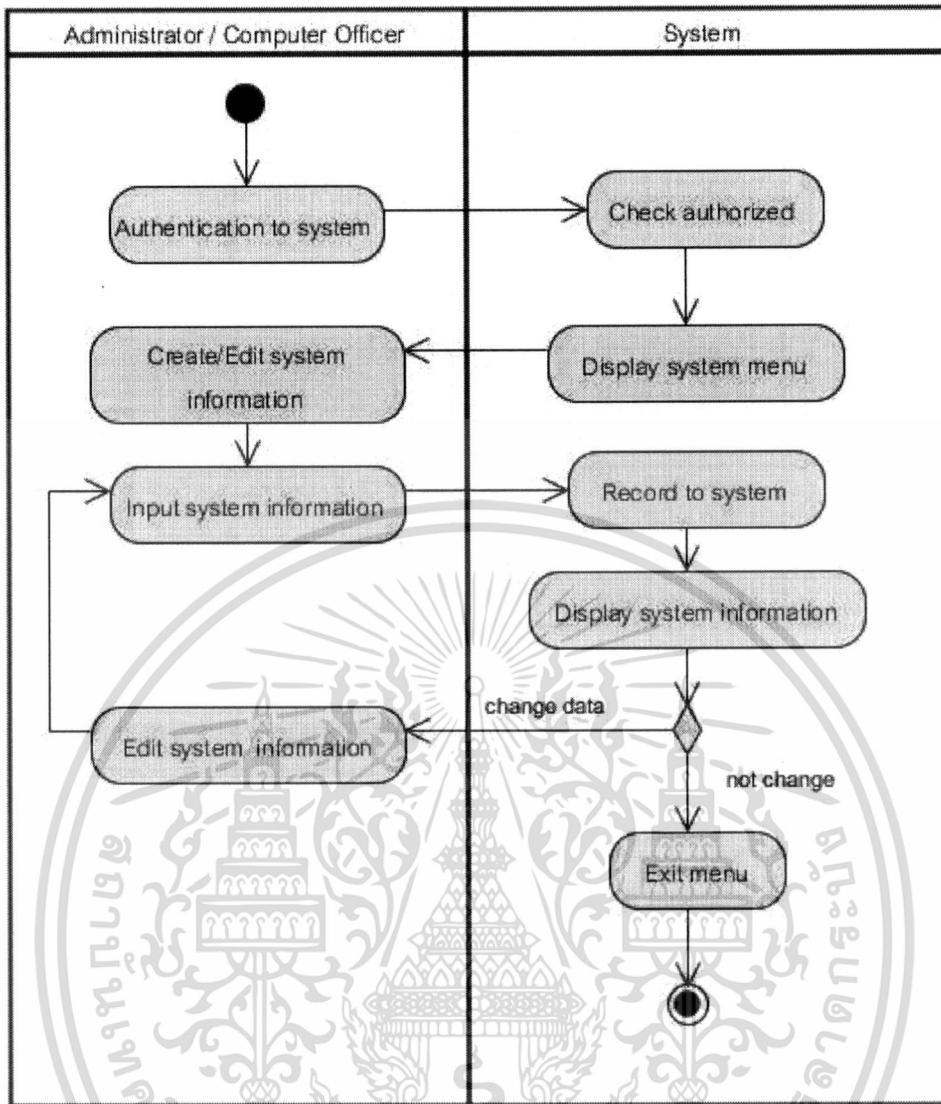 Administrator / Computer Officer
System
Authentication to system
Check authorized
Create/Edit system
information
Display system menu
Input system information
Record to system
Display system information
change data
Edit system information
not change
Exit menu